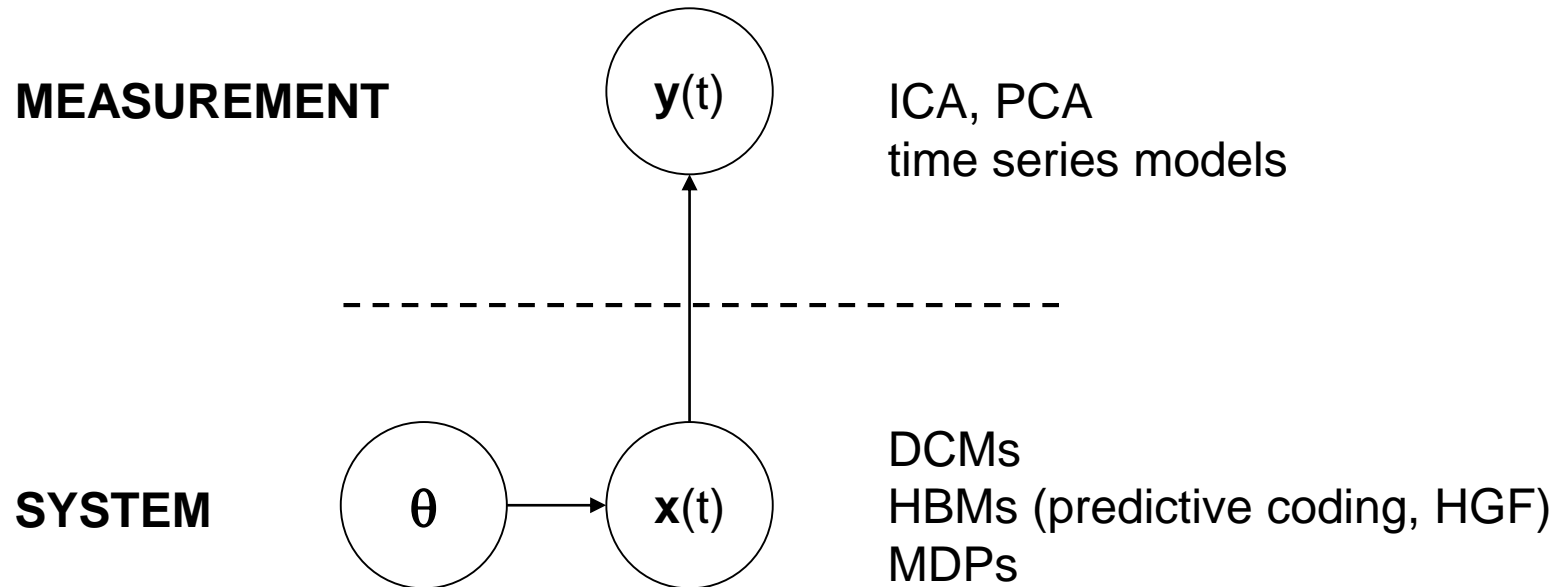 MEASUREMENT
y(t)
ICA, PCA
time series models
SYSTEM
θ
x(t)
DCMs
HBMs (predictive coding, HGF)
MDPs